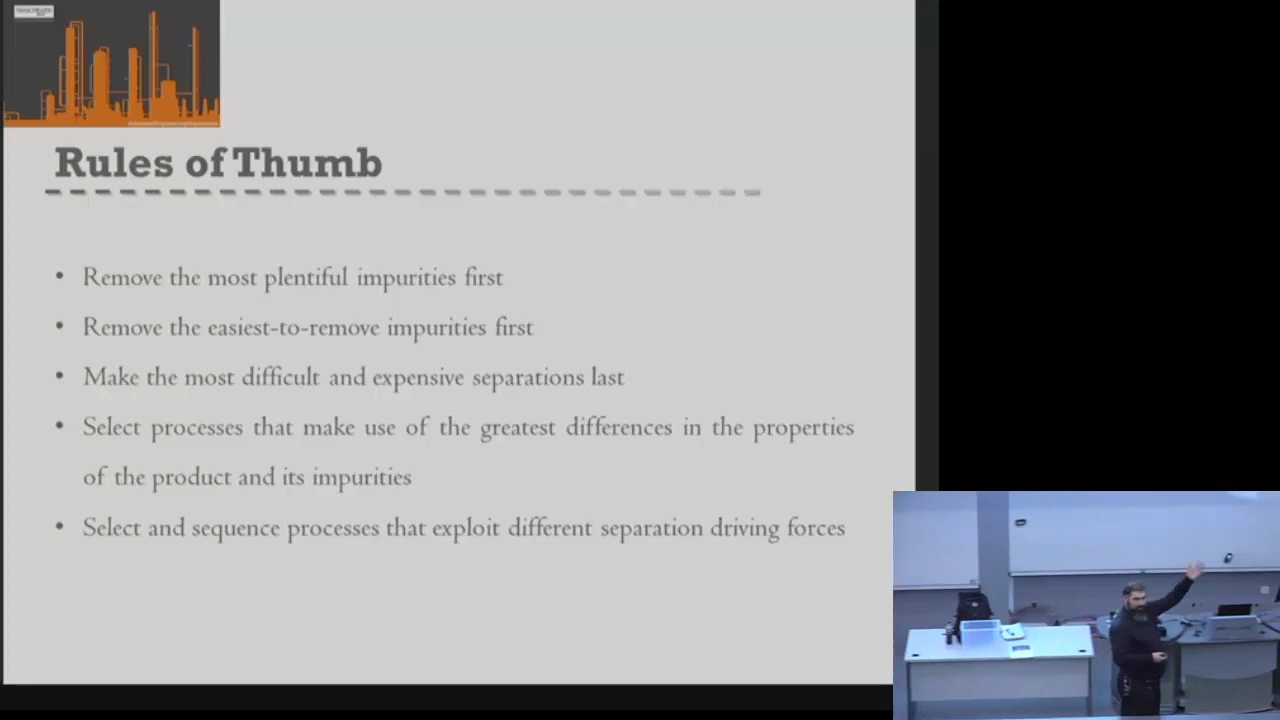 Rules of Thumb
• Remove the most plentiful impurities first
• Remove the easiest-to-remove impurities first
• Make the most difficult and expensive separations last
• Select processes that make use of the greatest differences in the properties
of the product and its impurities
• Select and sequence processes that exploit different separation driving forces